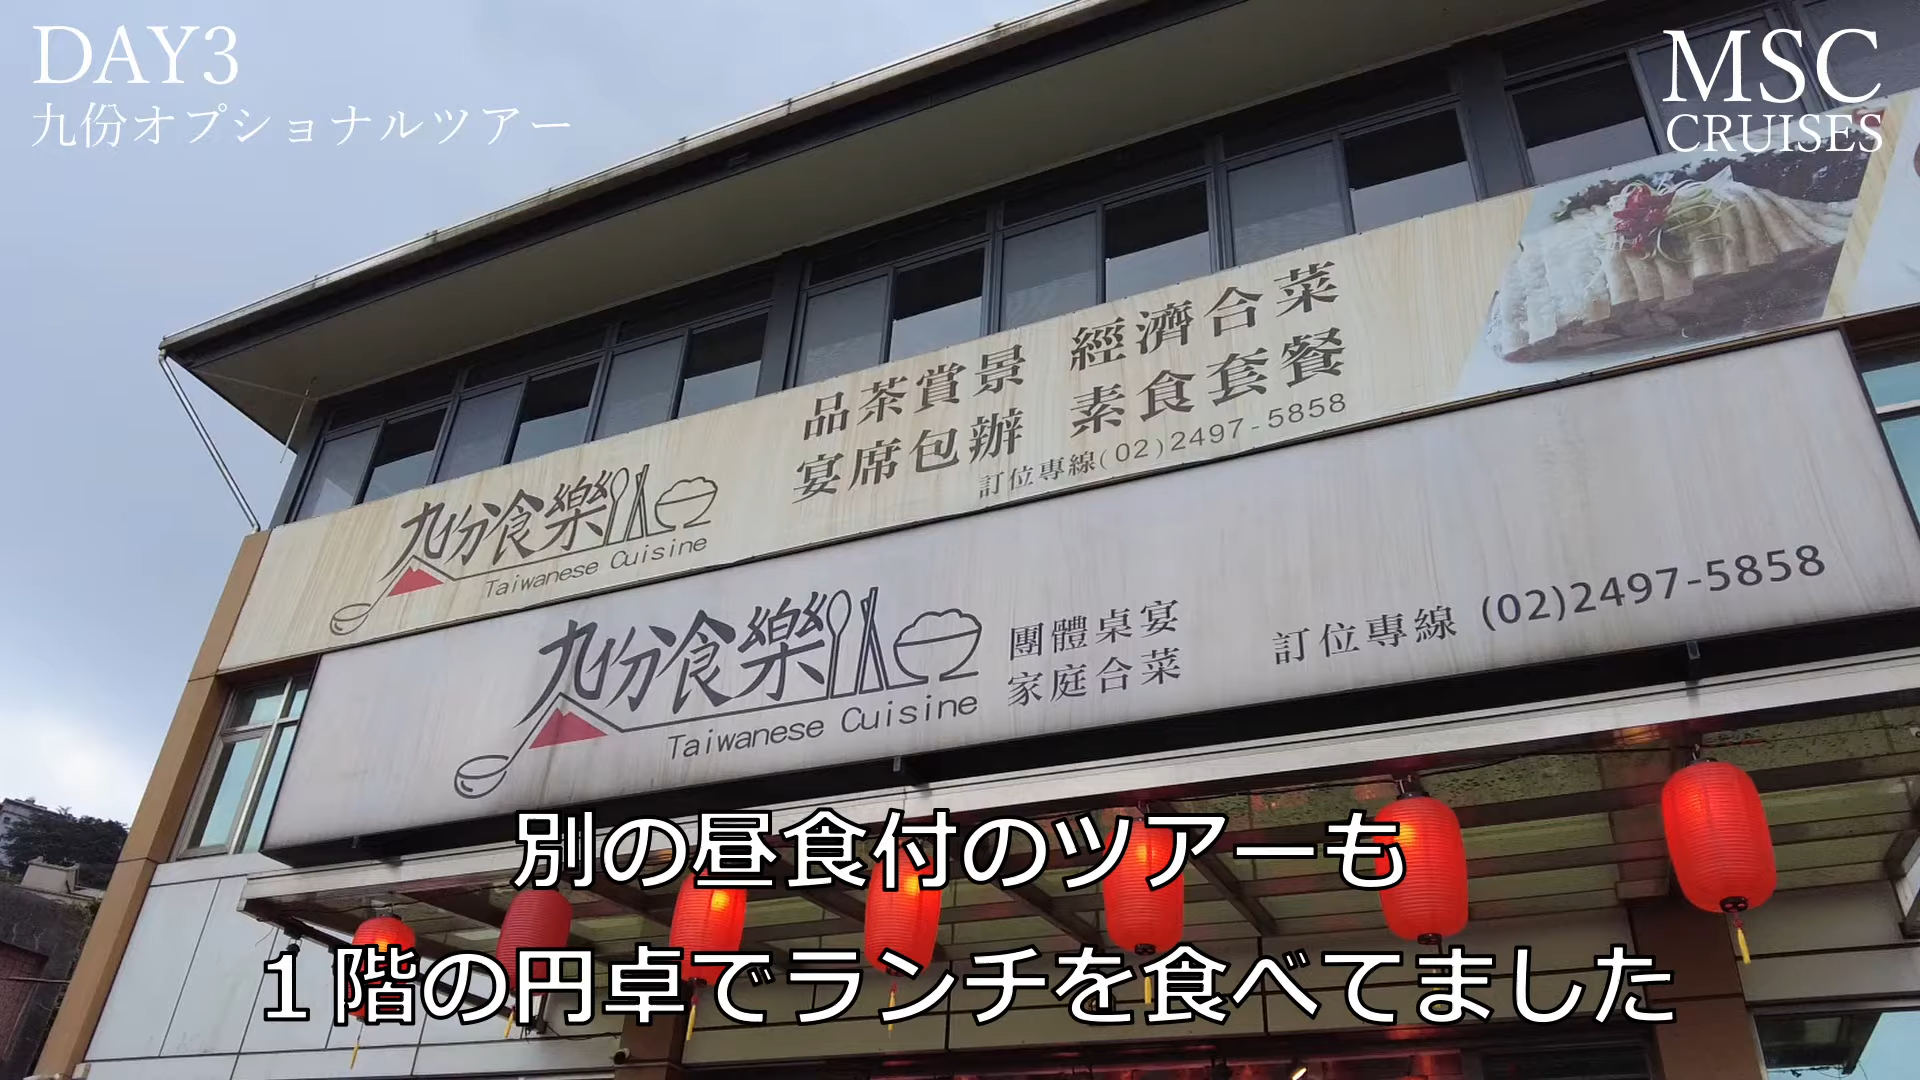 DAY3
九份オプショナルツアー
MSC
CRUISES
品茶賞景 經濟合菜
宴席包辦 素食套餐
訂位專線(02)2497-5858
九份食樂
Taiwanese Cuisine
九份食樂
Taiwanese Cuisine
團體桌宴
家庭合菜
訂位專線 (02)2497-5858
別の昼食付のツアーも
１階の円卓でランチを食べてました